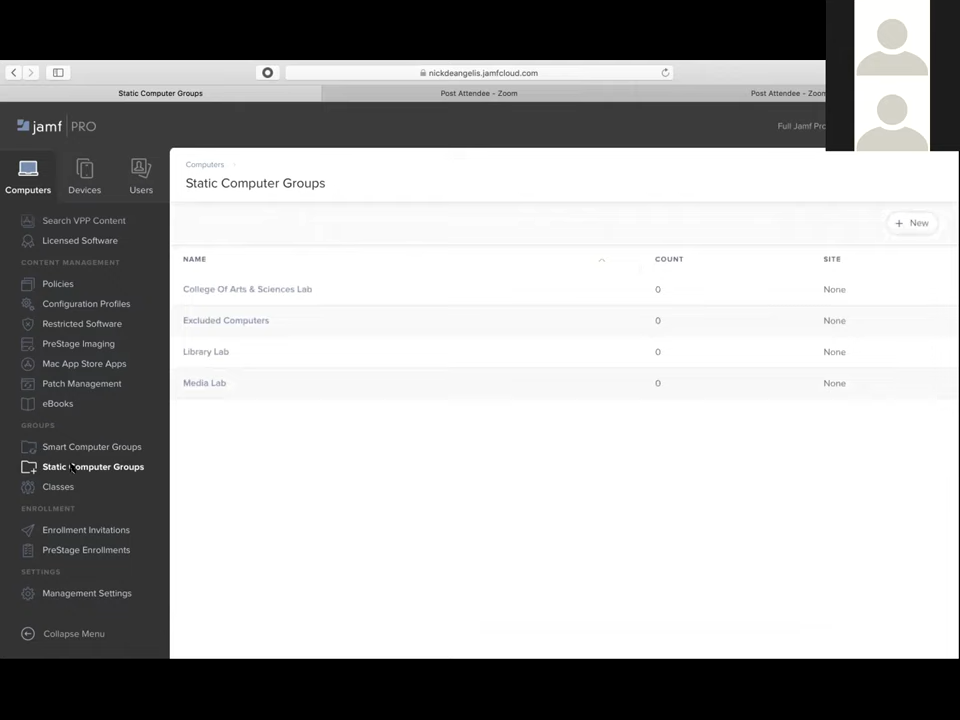 nickdeangelis.jamfcloud.com
Static Computer Groups
Post Attendee - Zoom
Post Attendee - Zoom
jamf PRO
Full Jamf Pro
Computers
Devices
Users
Search VPP Content
Licensed Software
CONTENT MANAGEMENT
Policies
Configuration Profiles
Restricted Software
PreStage Imaging
Mac App Store Apps
Patch Management
eBooks
GROUPS
Smart Computer Groups
Static Computer Groups
Classes
ENROLLMENT
Enrollment Invitations
PreStage Enrollments
SETTINGS
Management Settings
Collapse Menu
Computers
Static Computer Groups
New
NAME COUNT SITE
College Of Arts & Sciences Lab 0 None
Excluded Computers 0 None
Library Lab 0 None
Media Lab 0 None